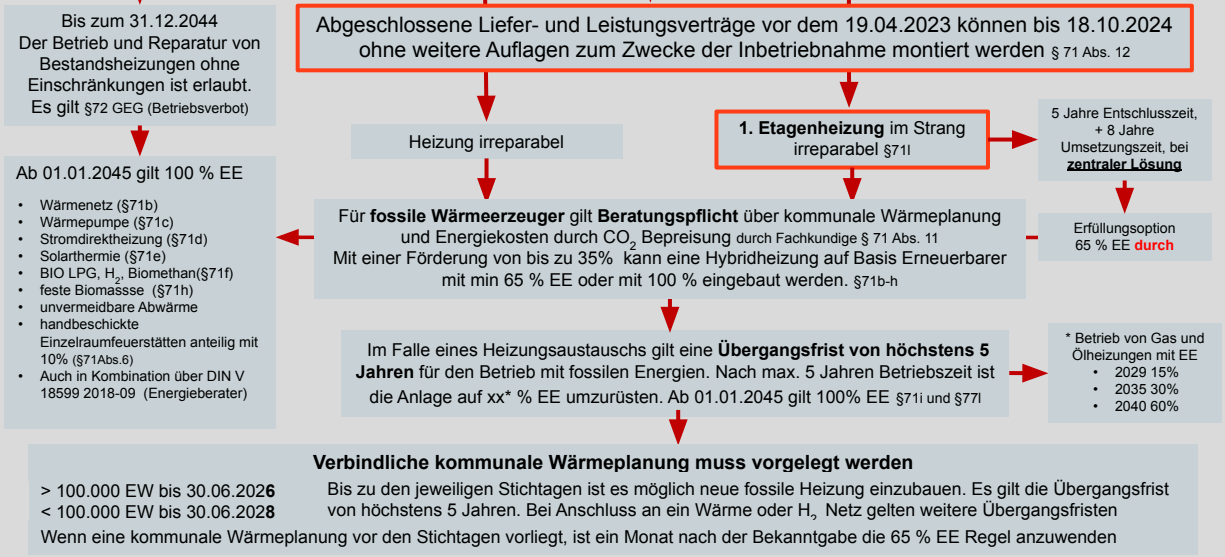 Bis zum 31.12.2044
Der Betrieb und Reparatur von
Bestandsheizungen ohne
Einschränkungen ist erlaubt.
Es gilt §72 GEG (Betriebsverbot)
Abgeschlossene Liefer- und Leistungsverträge vor dem 19.04.2023 können bis 18.10.2024
ohne weitere Auflagen zum Zwecke der Inbetriebnahme montiert werden § 71 Abs. 12
Heizung irreparabel
1. Etagenheizung im Strang
irreparabel §71l
5 Jahre Entschlusszeit,
+ 8 Jahre
Umsetzungszeit, bei
zentraler Lösung
Ab 01.01.2045 gilt 100 % EE
• Wärmenetz (§71b)
• Wärmepumpe (§71c)
• Stromdirektheizung (§71d)
• Solarthermie (§71e)
• BIO LPG, H2, Biomethan(§71f)
• feste Biomassse (§71h)
• unvermeidbare Abwärme
• handbeschickte
Einzelraumfeuerstätten anteilig mit
10% (§71Abs.6)
• Auch in Kombination über DIN V
18599 2018-09 (Energieberater)
Für fossile Wärmeerzeuger gilt Beratungspflicht über kommunale Wärmeplanung
und Energiekosten durch CO2 Bepreisung durch Fachkundige § 71 Abs. 11
Mit einer Förderung von bis zu 35% kann eine Hybridheizung auf Basis Erneuerbarer
mit min 65 % EE oder mit 100 % eingebaut werden. §71b-h
Erfüllungsoption
65 % EE durch
Im Falle eines Heizungsaustauschs gilt eine Übergangsfrist von höchstens 5
Jahren für den Betrieb mit fossilen Energien. Nach max. 5 Jahren Betriebszeit ist
die Anlage auf xx* % EE umzurüsten. Ab 01.01.2045 gilt 100% EE §71i und §77l
* Betrieb von Gas und
Ölheizungen mit EE
• 2029 15%
• 2035 30%
• 2040 60%
Verbindliche kommunale Wärmeplanung muss vorgelegt werden
> 100.000 EW bis 30.06.2026
< 100.000 EW bis 30.06.2028
Bis zu den jeweiligen Stichtagen ist es möglich neue fossile Heizung einzubauen. Es gilt die Übergangsfrist
von höchstens 5 Jahren. Bei Anschluss an ein Wärme oder H2 Netz gelten weitere Übergangsfristen
Wenn eine kommunale Wärmeplanung vor den Stichtagen vorliegt, ist ein Monat nach der Bekanntgabe die 65 % EE Regel anzuwenden